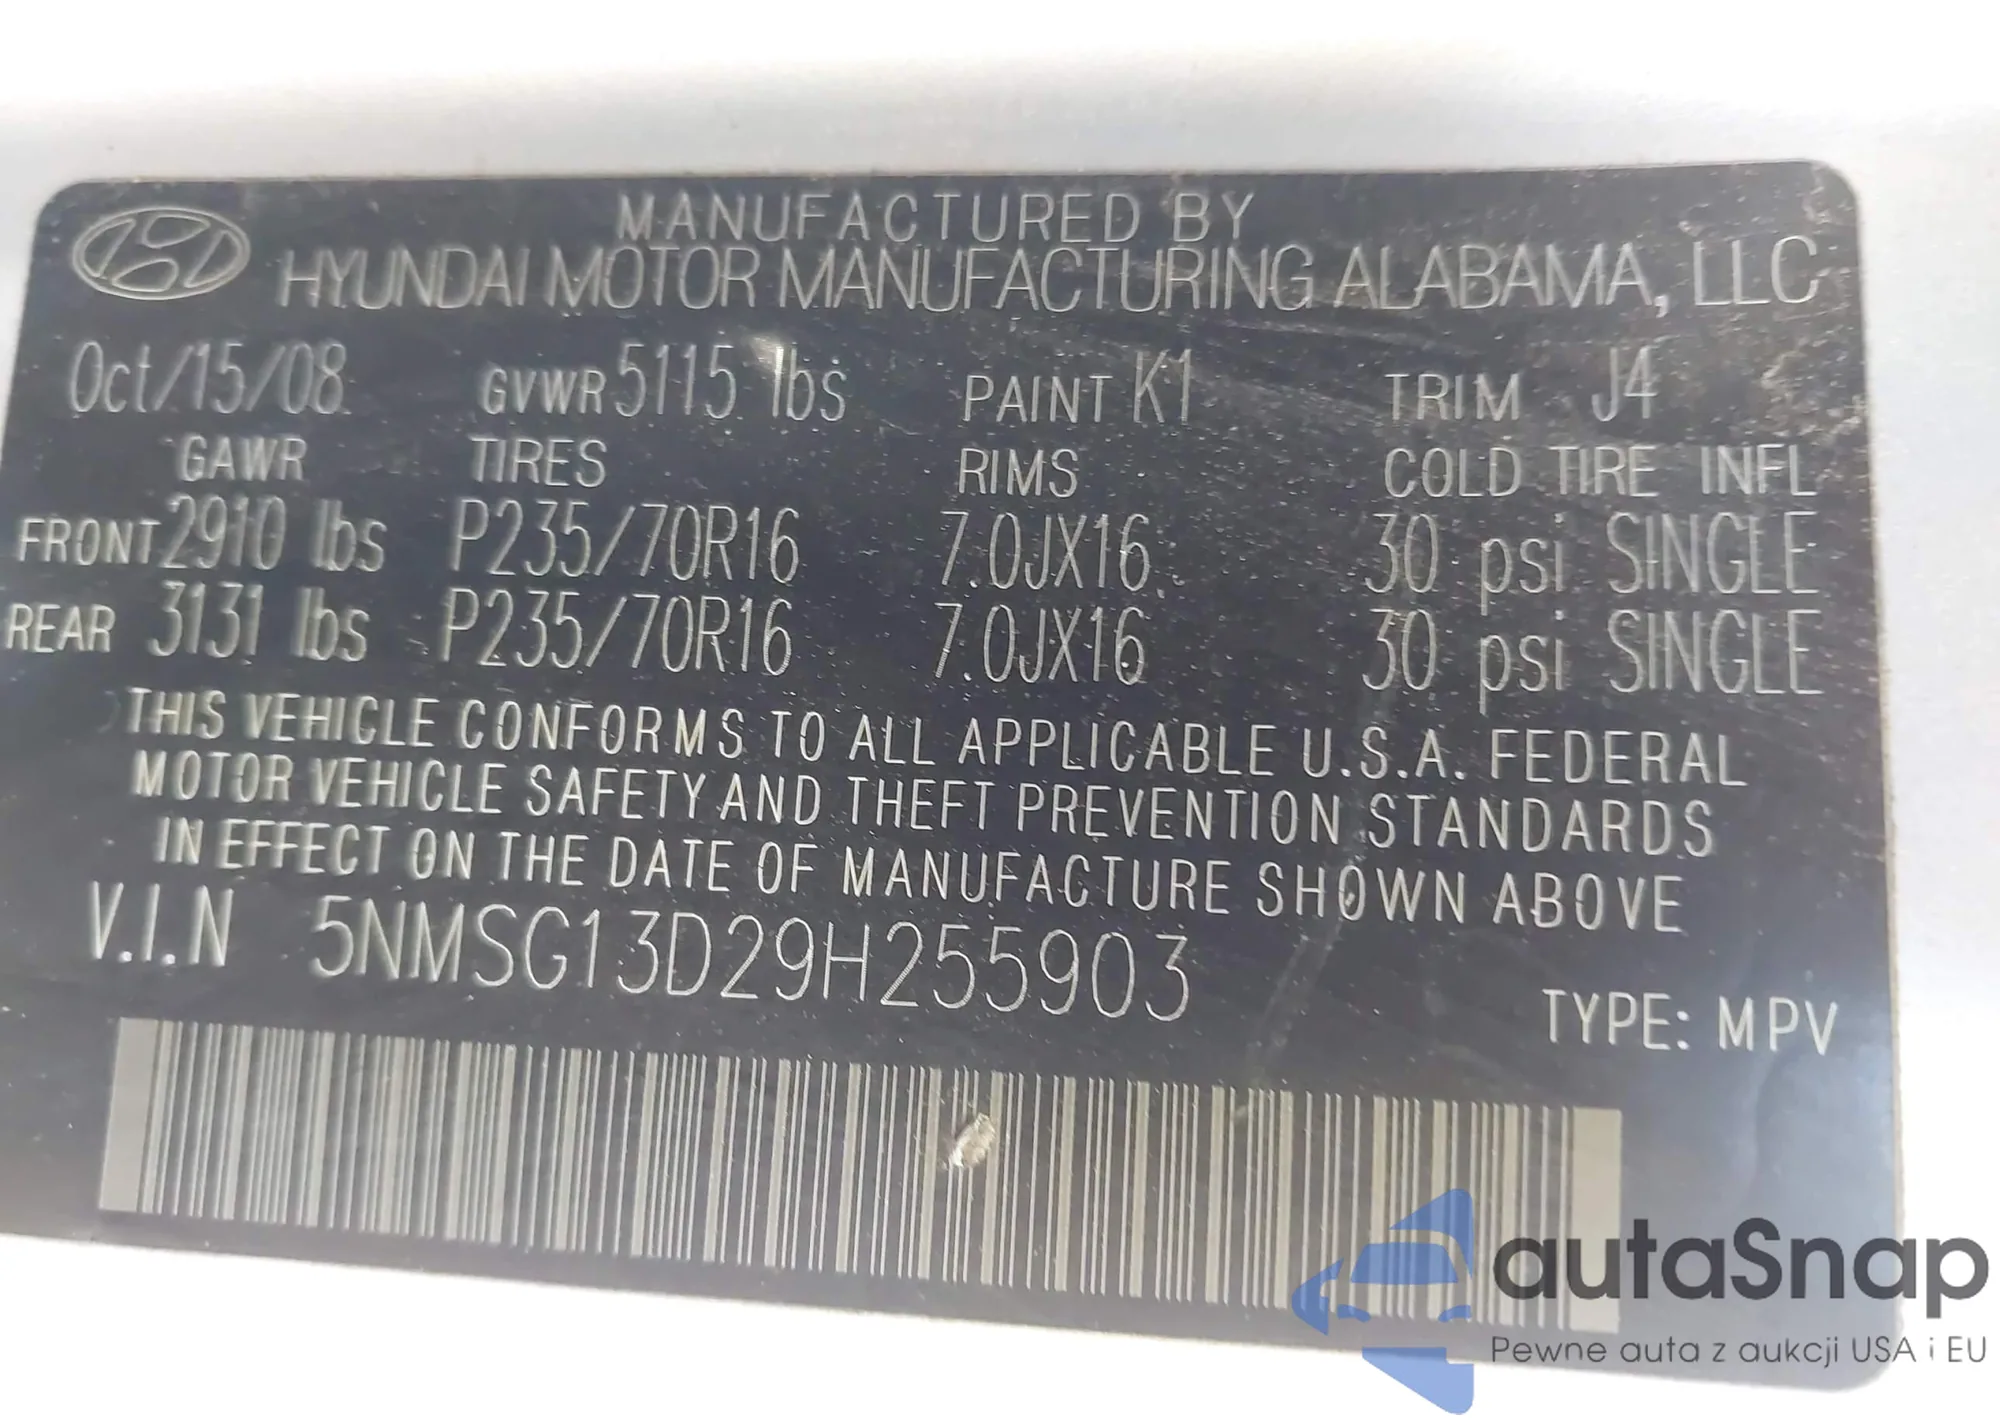 MANUFACTURED BY
HYUNDAI MOTOR MANUFACTURING ALABAMA, LLC
Oct/15/08 GVWR 5115 lbs PAINT K1 TRIM J4
GAWR TIRES RIMS COLD TIRE INFL
FRONT 2910 lbs P235/70R16 7.0JX16 30 psi SINGLE
REAR 3131 lbs P235/70R16 7.0JX16 30 psi SINGLE
THIS VEHICLE CONFORMS TO ALL APPLICABLE U.S.A. FEDERAL
MOTOR VEHICLE SAFETY AND THEFT PREVENTION STANDARDS
IN EFFECT ON THE DATE OF MANUFACTURE SHOWN ABOVE
V.I.N 5NMSG13D29H255903
TYPE: MPV
autaSnap
Pewne auta z aukcji USA i EU